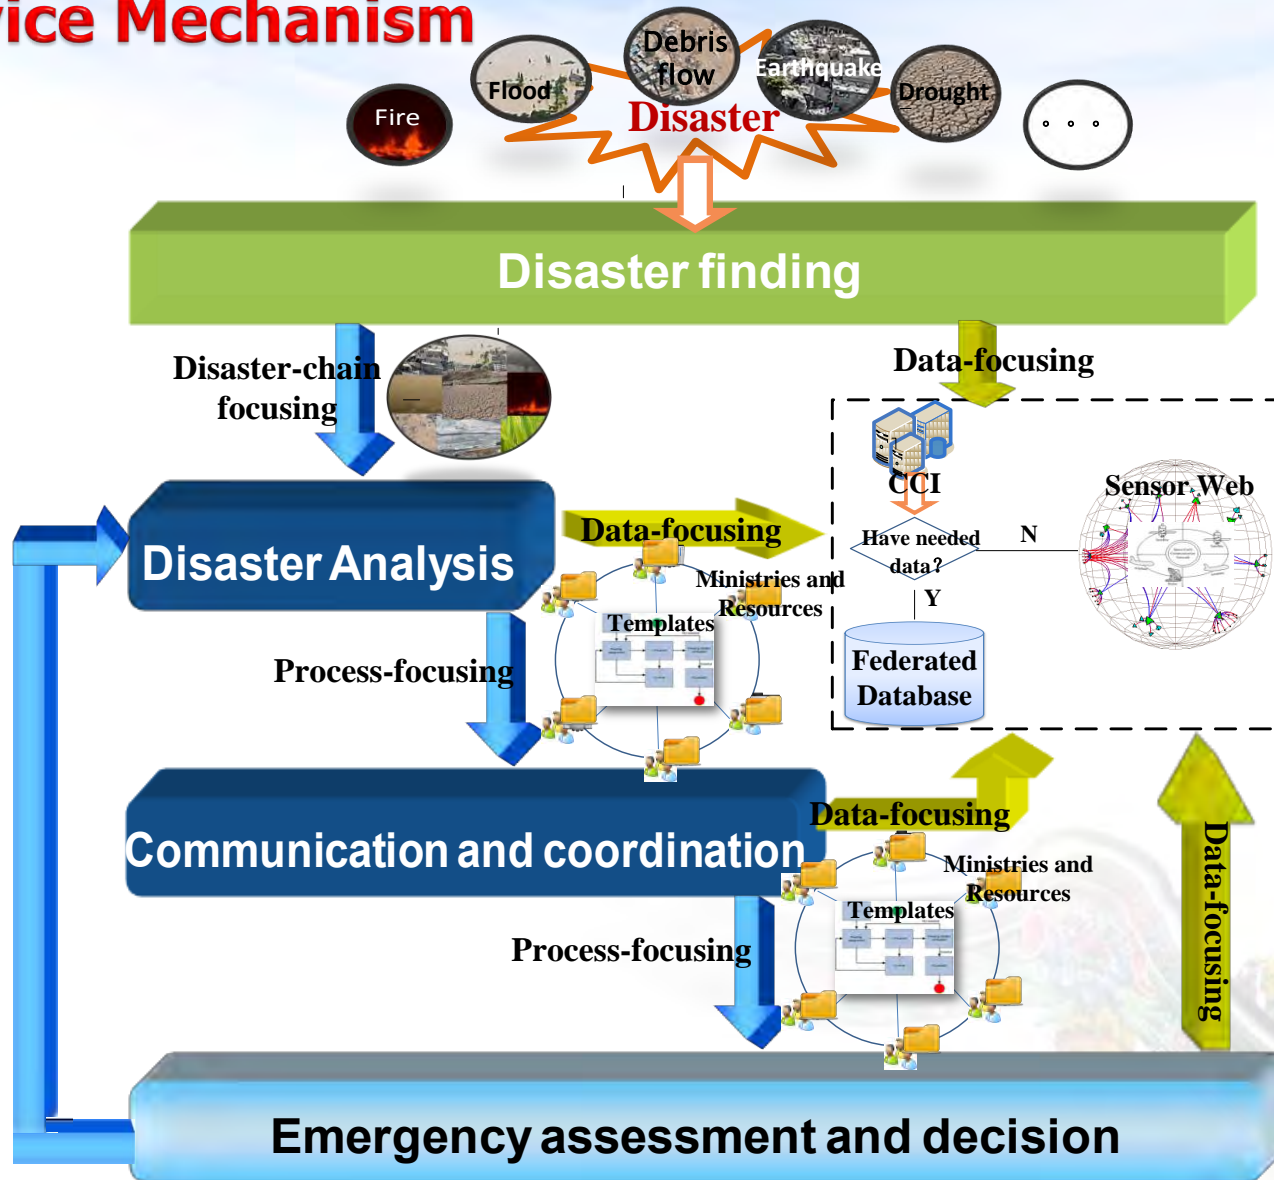 vice Mechanism
Fire
Flood
Debris
flow
Earthquake
Drought
Disaster
Disaster finding
Disaster-chain
focusing
Data-focusing
CCI
Sensor Web
Have needed
data?
N
Y
Federated
Database
Disaster Analysis
Data-focusing
Ministries and
Resources
Templates
Process-focusing
Communication and coordination
Data-focusing
Ministries and
Resources
Templates
Process-focusing
Data-focusing
Emergency assessment and decision